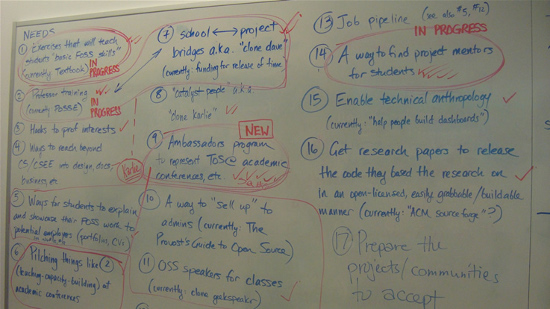 NEEDS
① Exercises that will teach
students "basic FOSS skills"
(currently Textbook) IN
PROGRESS
② Professor training
(currently POSSE) IN
PROGRESS
③ Hooks to prof interests
④ Ways to reach beyond
CS/CSEE into design, docs,
business, etc
⑤ Ways for students to explain
and showcase their FOSS work to
potential employers (portfolios, CVs)
⑥ Pitching things like ②
(teaching-capacity-building) at
academic conferences
⑦ school ⟷ project
bridges a.k.a. "clone dave"
(currently: funding for release of time)
⑧ "catalyst people" a.k.a.
"clone karlie"
NEW
⑨ Ambassadors program
to represent TOS @ academic
conferences, etc.
⑩ A way to "sell up" to
admins (currently: The
Provost's Guide to Open Source)
⑪ OSS speakers for classes
(currently: clone gdkspeaker)
⑬ Job pipeline (see also #5, #12)
IN PROGRESS
⑭ A way to find project mentors
for students
⑮ Enable technical anthropology
(currently: "help people build dashboards")
⑯ Get research papers to release
the code they based the research on
in an open-licensed, easily grabbable/buildable
manner (currently: "ACM sourceforge"?)
⑰ Prepare the
projects/communities
to accept